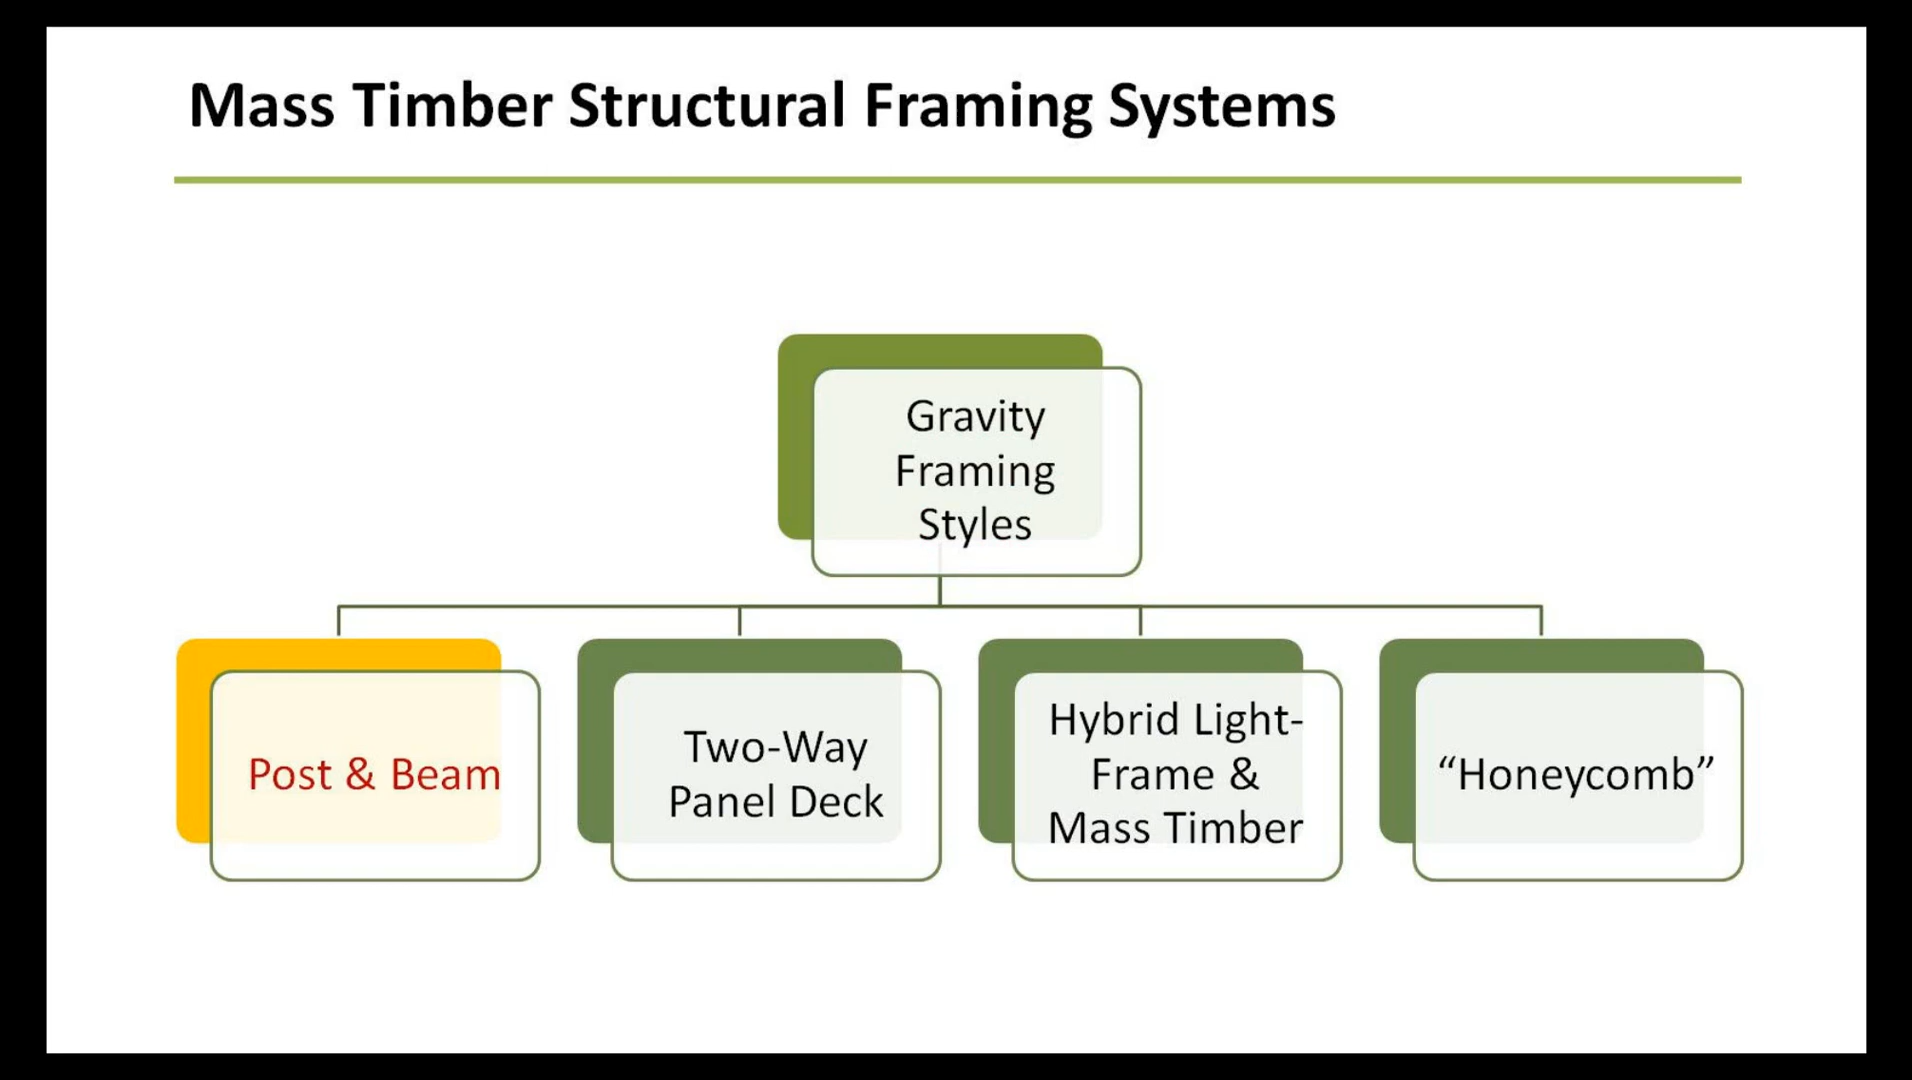 Mass Timber Structural Framing Systems
Gravity
Framing
Styles
Post & Beam
Two-Way
Panel Deck
Hybrid Light-
Frame &
Mass Timber
“Honeycomb”